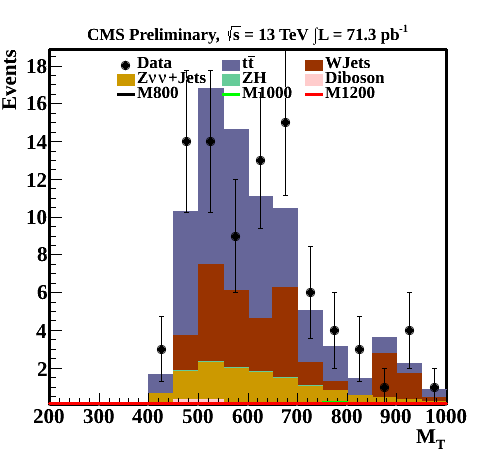 CMS Preliminary, √s = 13 TeV ∫L = 71.3 pb⁻¹
Events
Data tt̅ WJets
Zνν+Jets ZH Diboson
M800 M1000 M1200
18
16
14
12
10
8
6
4
2
200 300 400 500 600 700 800 900 1000
M_T